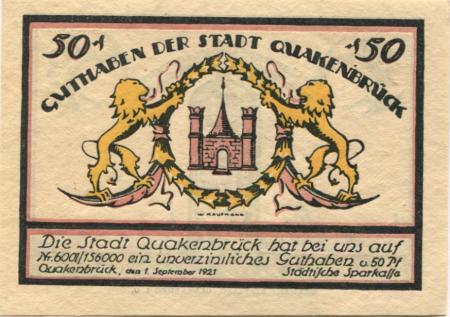 50 ₰
₰ 50
GUTHABEN DER STADT QUAKENBRÜCK
W KAUFMANN
Die Stadt Quakenbrück hat bei uns auf
Nr. 6001/156000 ein unverzinsliches Guthaben v. 50 Pf
Quakenbrück, den 1. September 1921 Städtische Sparkasse